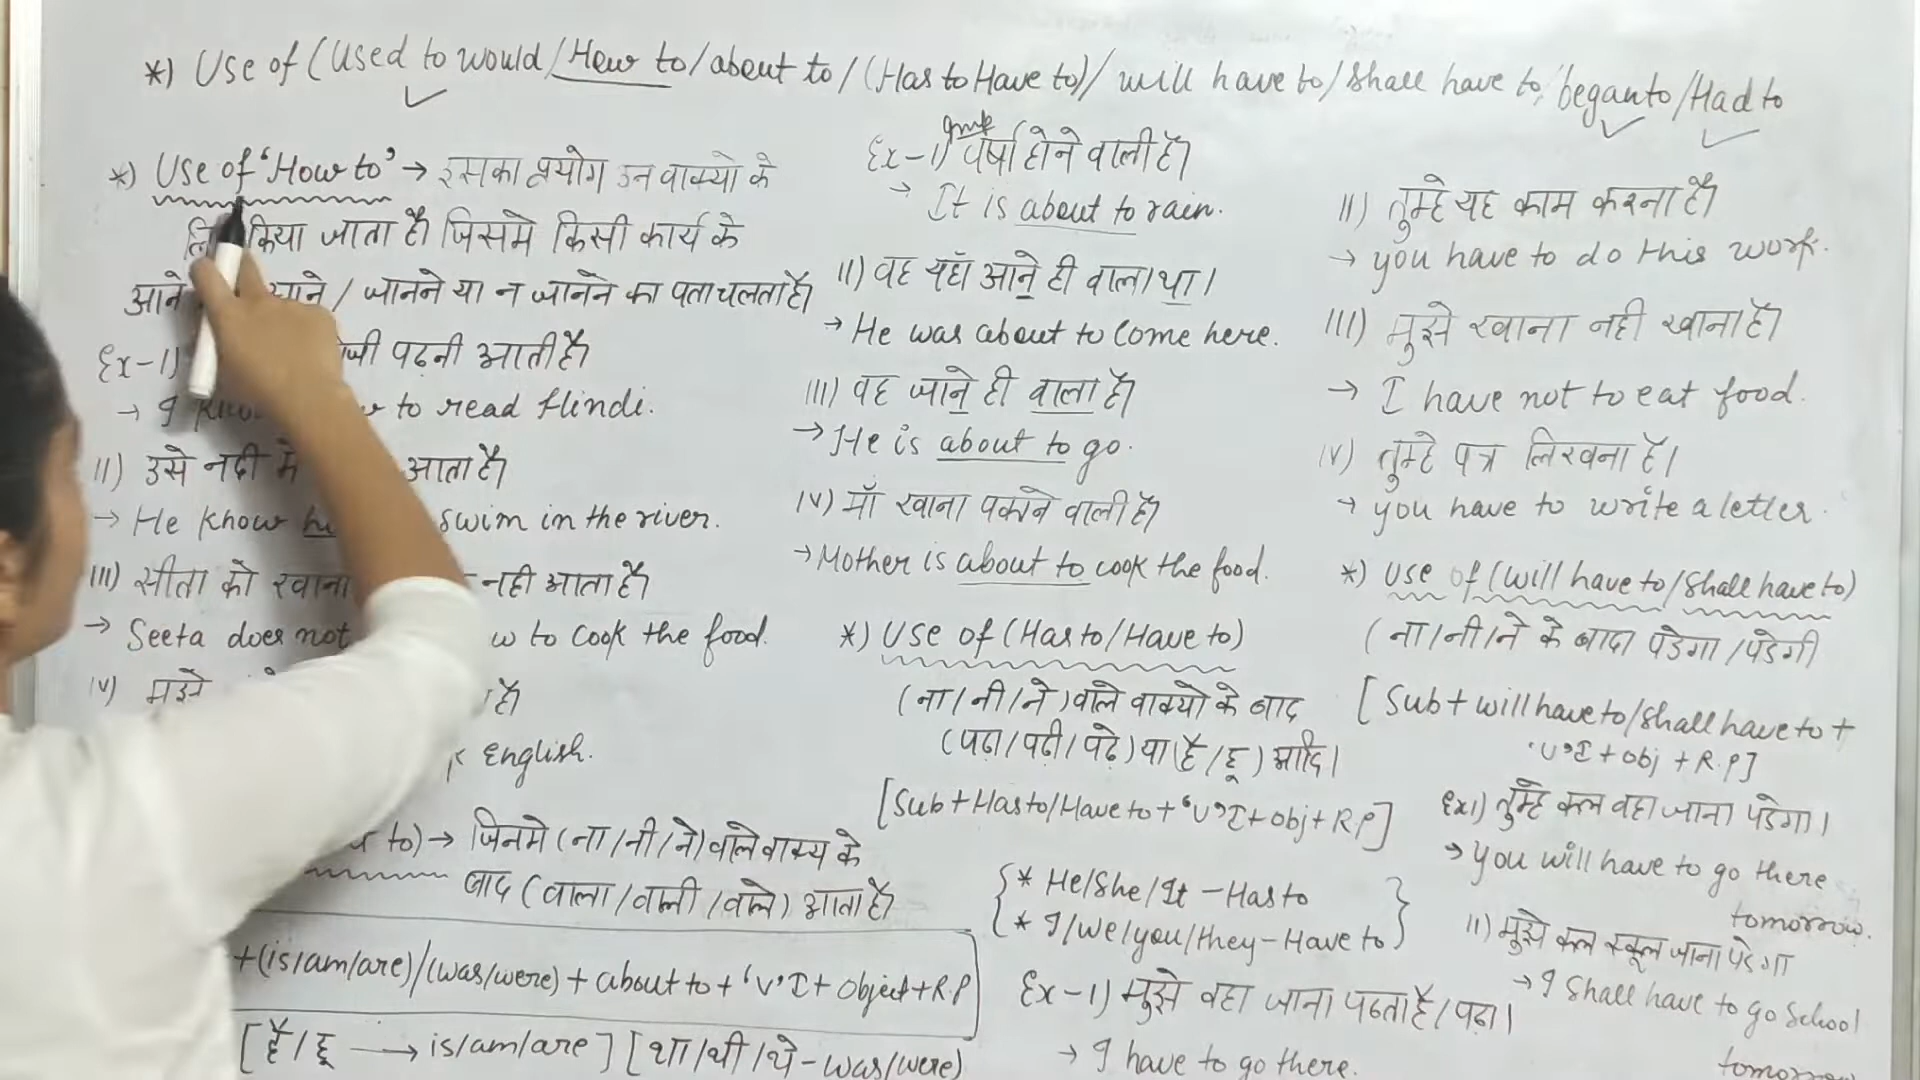 *) Use of (Used to would/How to/about to/(Has to Have to)/ will have to/shall have to, began to/Had to
*) Use of 'How to' → इसका प्रयोग उन वाक्यो के
किया जाता है। जिसमे किसी कार्य के
आने / जानने या न जानने का पता चलता है।
Ex-1) पढ़नी आती है।
→ I to read Hindi.
II) उसे नदी मे आता है।
→ He know swim in the river.
III) सीता को खाना नही आता है।
→ Seeta does not to cook the food.
IV) मुझे है।
English.
to) → जिनमे (ना/नी/ने) वाले वाक्य के
बाद (वाला/वाली/वाले) आता है।
+(is/am/are)/(was/were) + about to + 'V'I + Object + R.P
[है/हू → is/am/are] [था/थी/थे - was/were)
Ex-1) वर्षा होने वाली है।
→ It is about to rain.
II) वह यहाँ आने ही वाला था।
→ He was about to come here.
III) वह जाने ही वाला है।
→ He is about to go.
IV) माँ खाना पकाने वाली है।
→ Mother is about to cook the food.
*) Use of (Has to/Have to)
(ना/नी/ने) वाले वाक्यो के बाद
(पढ़ा/पढ़ी/पढ़े) या (है/हू) आदि।
[Sub + Has to/Have to + 'V'I + obj + R.P]
{* He/She/It - Has to
* I/we/you/they - Have to}
Ex-1) मुझे वहा जाना पढता है/पढा।
→ I have to go there.
II) तुम्हे यह काम करना है।
→ you have to do this work.
III) मुझे खाना नही खाना है।
→ I have not to eat food.
IV) तुम्हे पत्र लिखना है।
→ you have to write a letter.
*) Use of (will have to/shall have to)
(ना/नी/ने के बाद पडेगा/पडेगी
[Sub + will have to/shall have to +
'V'I + obj + R.P]
Ex1) तुम्हे कल वहा जाना पडेगा।
→ you will have to go there
tomorrow.
II) मुझे कल स्कूल जाना पडेगा
→ I shall have to go school
tomorrow